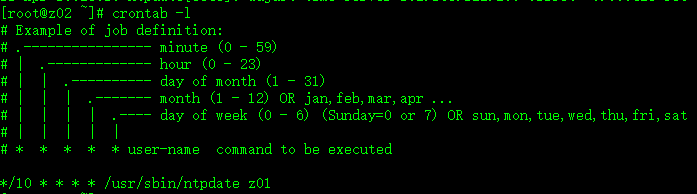 [root@z02 ~]# crontab -l
# Example of job definition:
# .---------------- minute (0 - 59)
# |  .------------- hour (0 - 23)
# |  |  .---------- day of month (1 - 31)
# |  |  |  .------- month (1 - 12) OR jan,feb,mar,apr ...
# |  |  |  |  .---- day of week (0 - 6) (Sunday=0 or 7) OR sun,mon,tue,wed,thu,fri,sat
# |  |  |  |  |
# *  *  *  *  * user-name  command to be executed
*/10 * * * * /usr/sbin/ntpdate z01